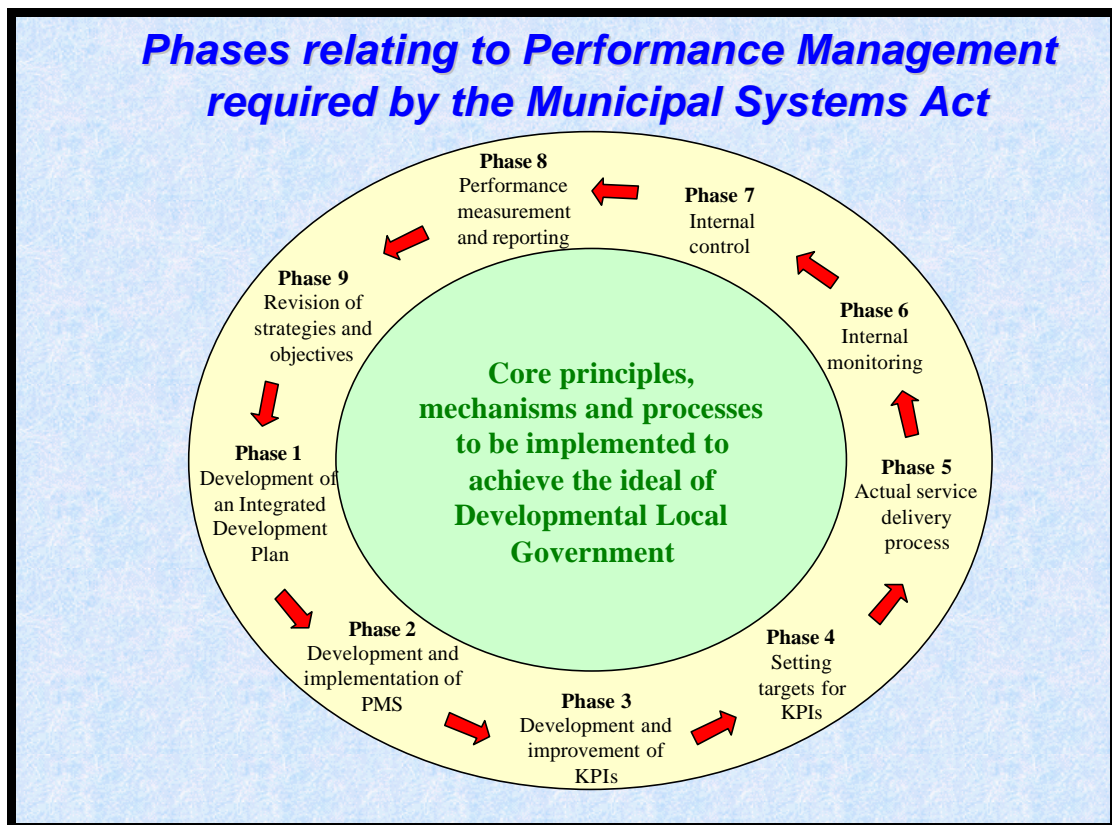 Phases relating to Performance Management
required by the Municipal Systems Act
Phase 8
Performance
measurement
and reporting
Phase 7
Internal
control
Phase 9
Revision of
strategies and
objectives
Phase 6
Internal
monitoring
Core principles,
mechanisms and processes
to be implemented to
achieve the ideal of
Developmental Local
Government
Phase 1
Development of
an Integrated
Development
Plan
Phase 5
Actual service
delivery
process
Phase 2
Development and
implementation of
PMS
Phase 4
Setting
targets for
KPIs
Phase 3
Development and
improvement of
KPIs